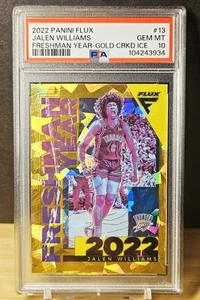 2022 PANINI FLUX #13
JALEN WILLIAMS GEM MT
FRESHMAN YEAR-GOLD CRKD ICE 10
PSA 104243934
FLUX
FRESHMAN
YEAR
THUNDER
2022
JALEN WILLIAMS